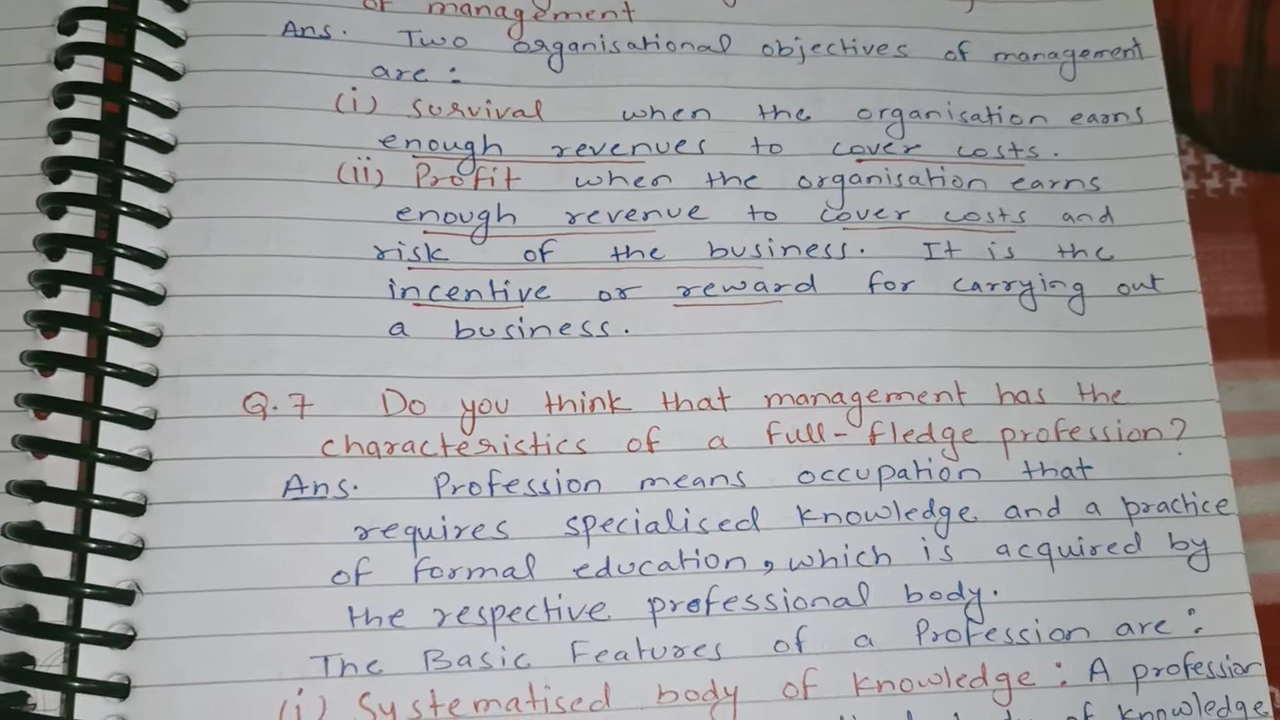 of management
Ans. Two organisational objectives of management
are :
(i) Survival when the organisation earns
enough revenues to cover costs.
(ii) Profit when the organisation earns
enough revenue to cover costs and
risk of the business. It is the
incentive or reward for carrying out
a business.
Q.7 Do you think that management has the
characteristics of a full-fledge profession?
Ans. Profession means occupation that
requires specialised knowledge and a practice
of formal education, which is acquired by
the respective professional body.
The Basic Features of a Profession are :
(i) Systematised body of knowledge : A profession
of knowledge